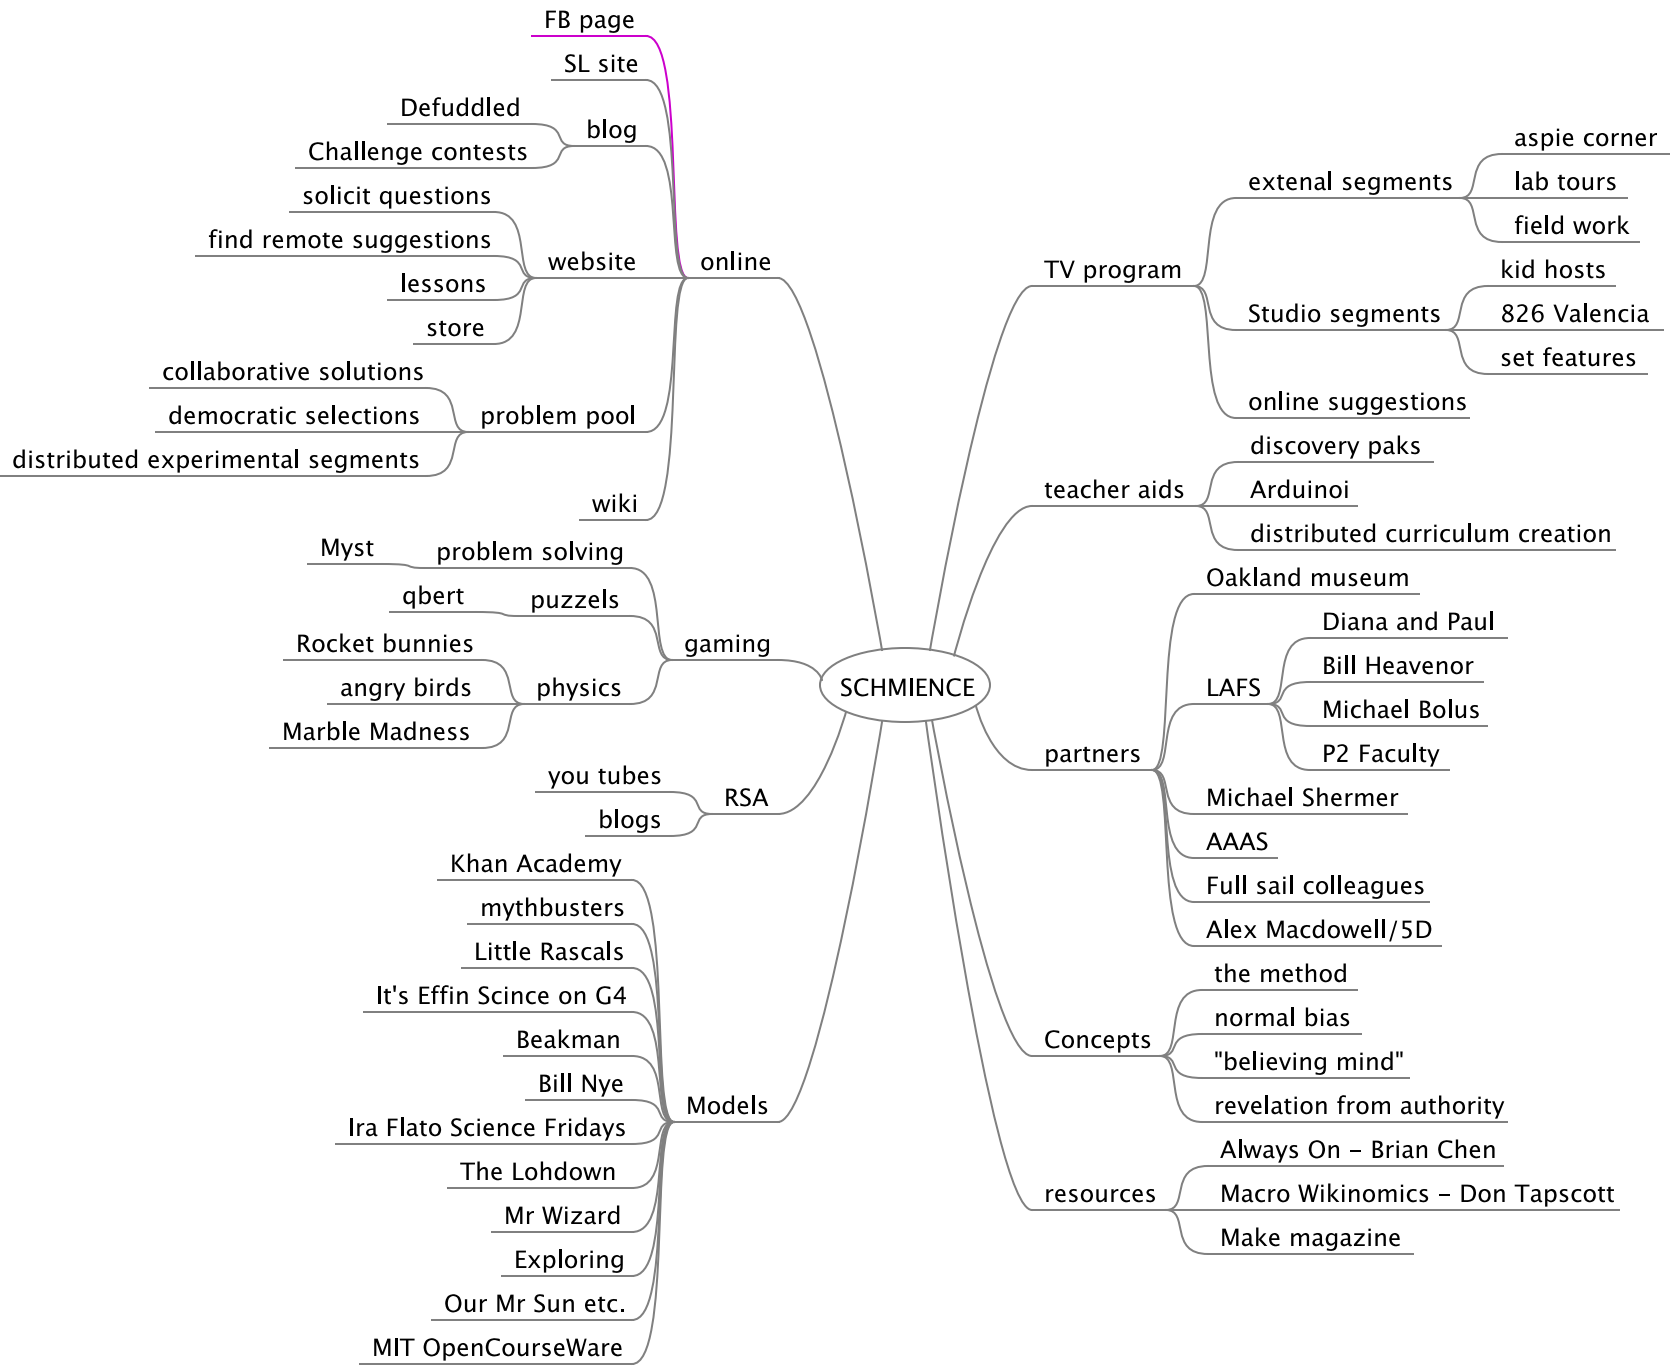 FB page
SL site
Defuddled
blog
Challenge contests
solicit questions
find remote suggestions
website
online
lessons
store
collaborative solutions
democratic selections
problem pool
distributed experimental segments
wiki
Myst
problem solving
qbert
puzzels
Rocket bunnies
gaming
angry birds
physics
Marble Madness
you tubes
RSA
blogs
Khan Academy
mythbusters
Little Rascals
It's Effin Scince on G4
Beakman
Bill Nye
Models
Ira Flato Science Fridays
The Lohdown
Mr Wizard
Exploring
Our Mr Sun etc.
MIT OpenCourseWare
SCHMIENCE
aspie corner
extenal segments
lab tours
field work
TV program
kid hosts
Studio segments
826 Valencia
set features
online suggestions
discovery paks
teacher aids
Arduinoi
distributed curriculum creation
Oakland museum
Diana and Paul
Bill Heavenor
LAFS
Michael Bolus
P2 Faculty
partners
Michael Shermer
AAAS
Full sail colleagues
Alex Macdowell/5D
the method
normal bias
Concepts
"believing mind"
revelation from authority
Always On – Brian Chen
resources
Macro Wikinomics – Don Tapscott
Make magazine